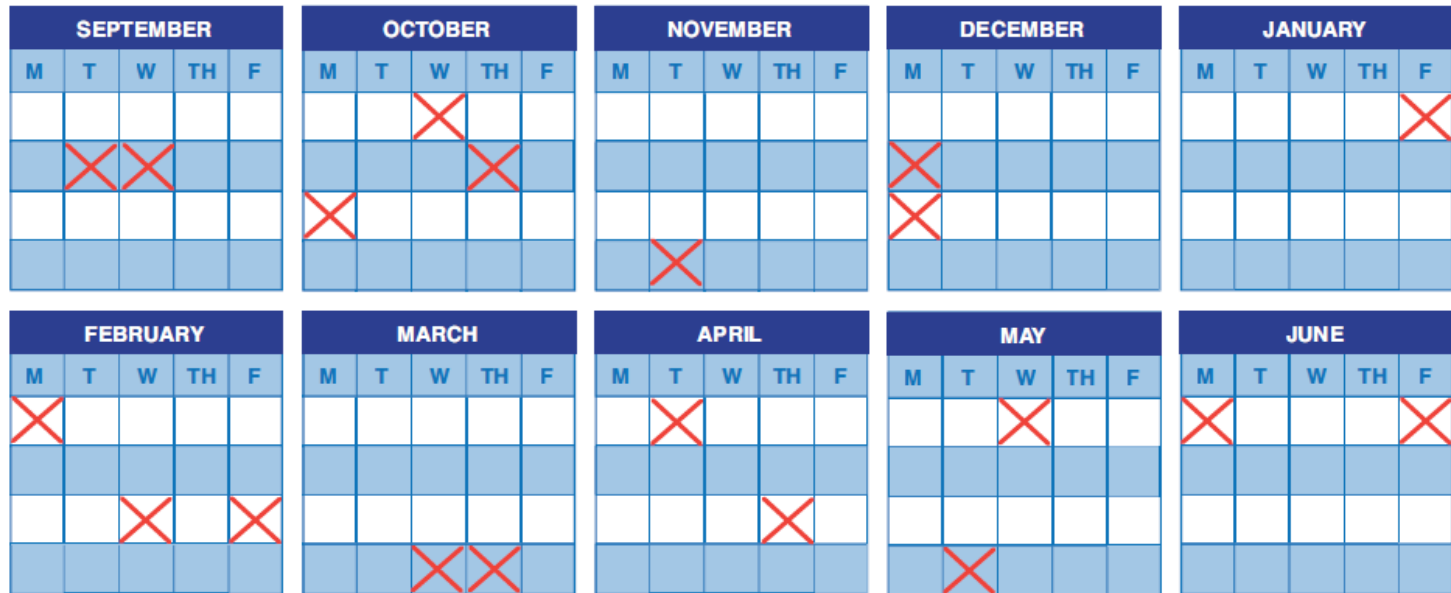 SEPTEMBER
M T W TH F
OCTOBER
M T W TH F
NOVEMBER
M T W TH F
DECEMBER
M T W TH F
JANUARY
M T W TH F
FEBRUARY
M T W TH F
MARCH
M T W TH F
APRIL
M T W TH F
MAY
M T W TH F
JUNE
M T W TH F